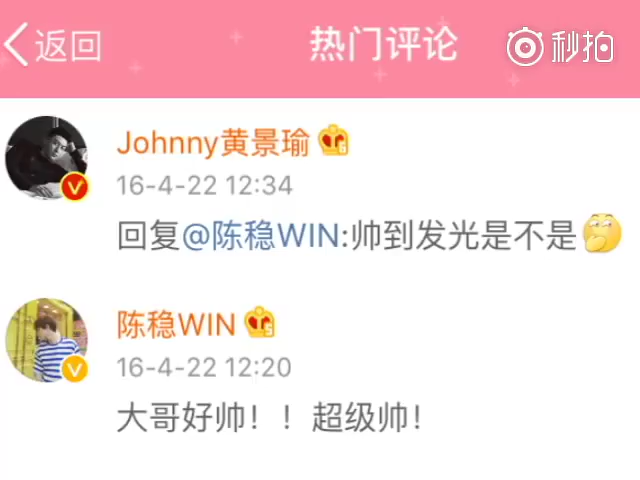 返回
热门评论
秒拍
Johnny黄景瑜
16-4-22 12:34
回复@陈稳WIN:帅到发光是不是
陈稳WIN
16-4-22 12:20
大哥好帅！！超级帅！